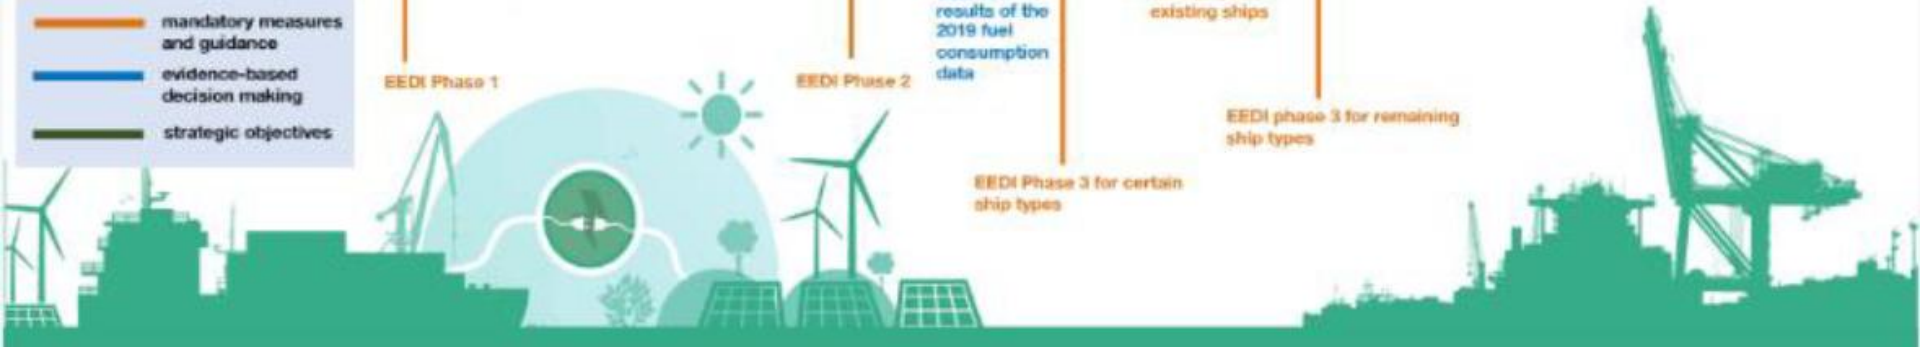 mandatory measures
and guidance
evidence-based
decision making
strategic objectives
EEDI Phase 1
EEDI Phase 2
results of the
2019 fuel
consumption
data
existing ships
EEDI Phase 3 for certain
ship types
EEDI phase 3 for remaining
ship types